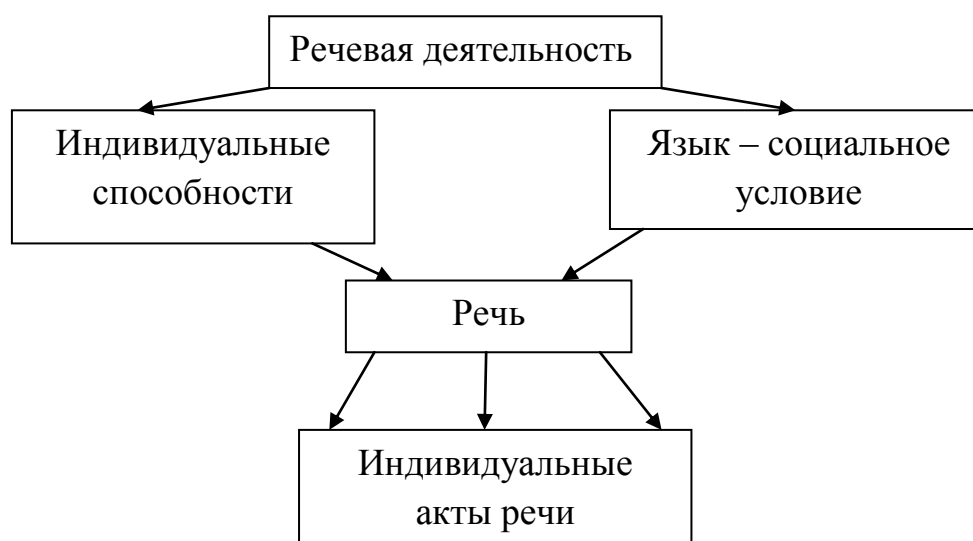 Речевая деятельность
Индивидуальные
способности
Язык – социальное
условие
Речь
Индивидуальные
акты речи